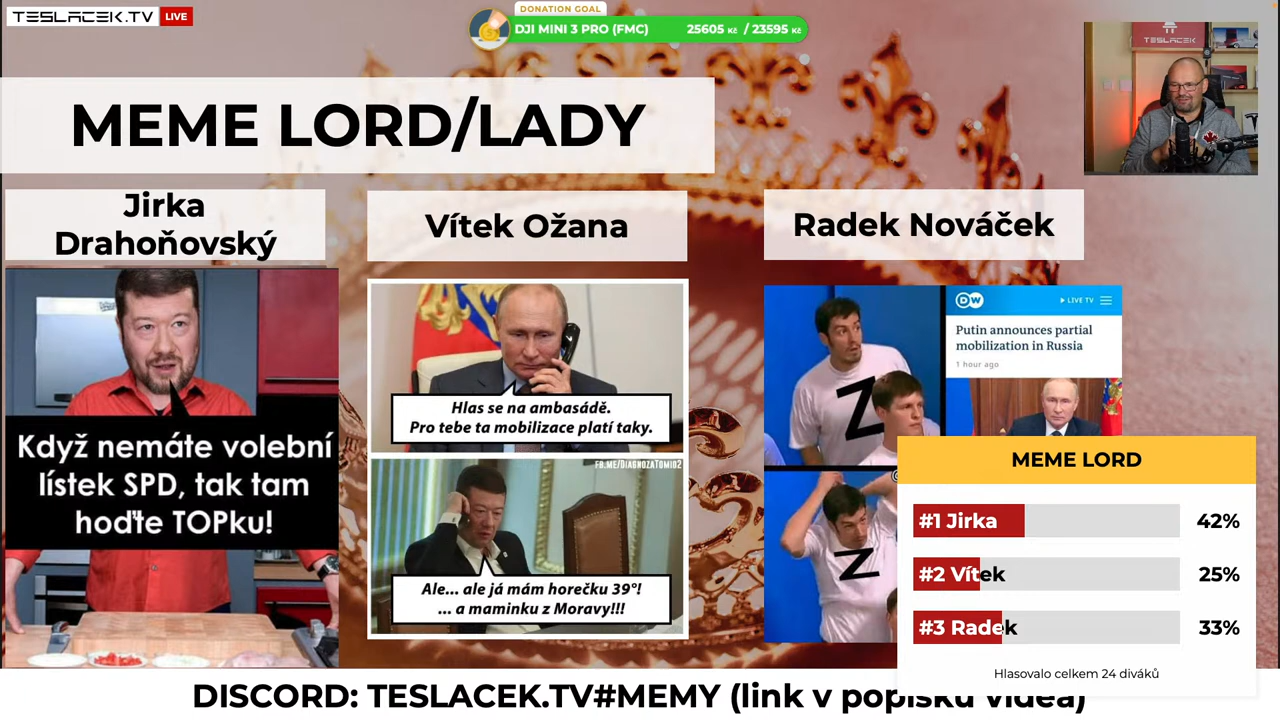 TESLACEK.TV LIVE
DONATION GOAL
DJI MINI 3 PRO (FMC) 25605 Kč / 23595 Kč
TESLACEK
MEME LORD/LADY
Jirka
Drahoňovský
Vítek Ožana
Radek Nováček
Když nemáte volební
lístek SPD, tak tam
hoďte TOPku!
Hlas se na ambasádě.
Pro tebe ta mobilizace platí taky.
FB.ME/DIAGNOZATOMIO2
Ale... ale já mám horečku 39°!
... a maminku z Moravy!!!
DW LIVE TV
Putin announces partial
mobilization in Russia
1 hour ago
Z
Z
MEME LORD
#1 Jirka 42%
#2 Vítek 25%
#3 Radek 33%
Hlasovalo celkem 24 diváků
DISCORD: TESLACEK.TV#MEMY (link v popisku videa)